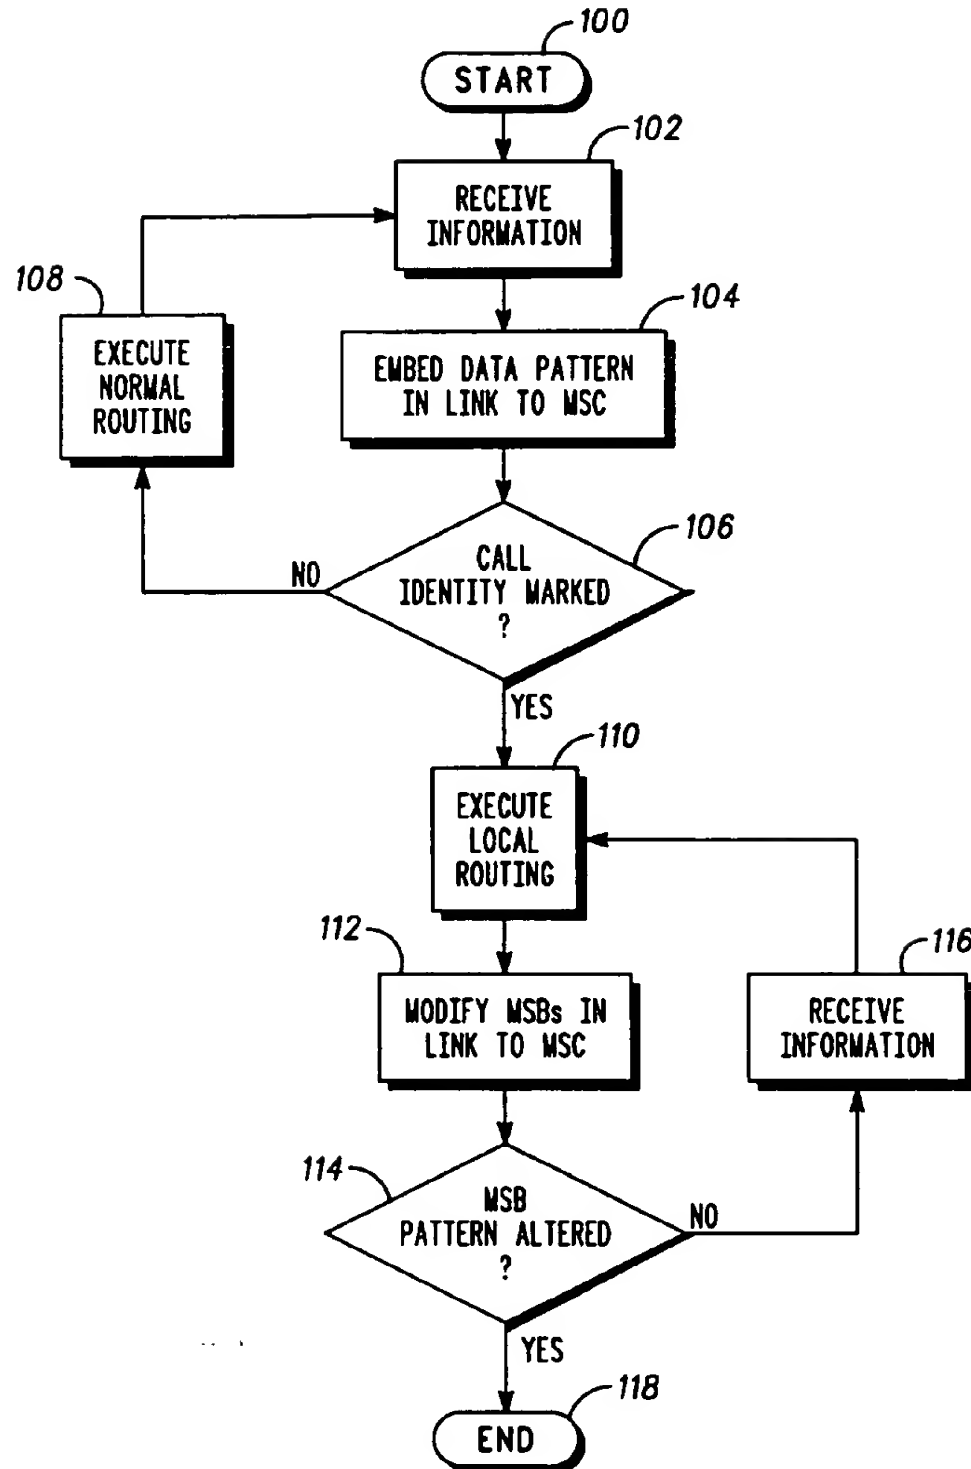 100
START
102
RECEIVE
INFORMATION
108
104
EXECUTE
NORMAL
ROUTING
EMBED DATA PATTERN
IN LINK TO MSC
106
CALL
IDENTITY MARKED
?
NO
YES
110
EXECUTE
LOCAL
ROUTING
112
116
MODIFY MSBs IN
LINK TO MSC
RECEIVE
INFORMATION
114
MSB
PATTERN ALTERED
?
NO
YES
118
END